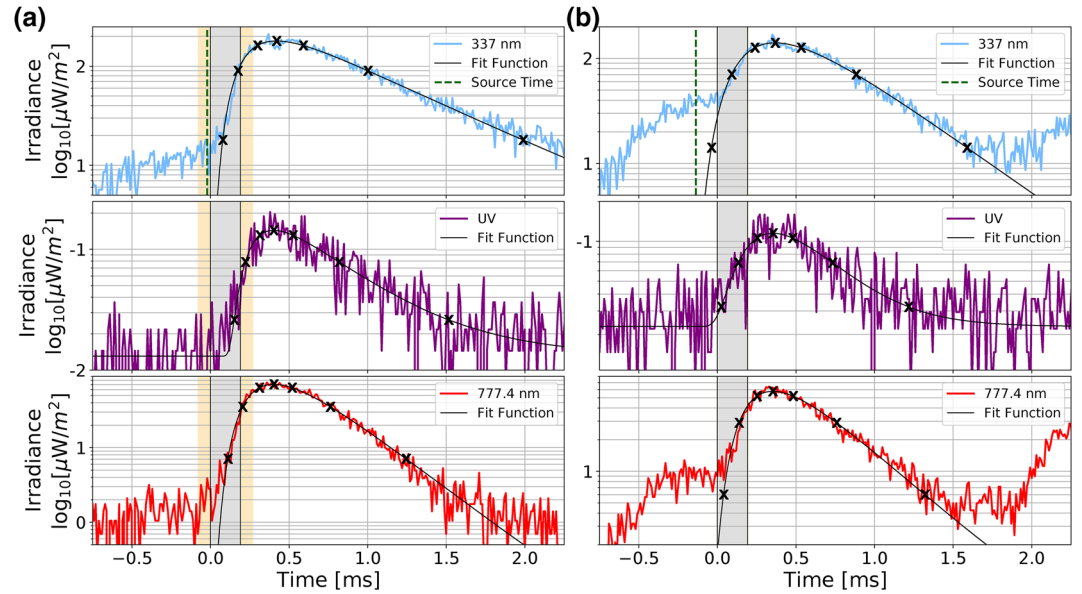 (a)
(b)
Irradiance
log10[μW/m²]
2
1
337 nm
Fit Function
Source Time
2
1
337 nm
Fit Function
Source Time
Irradiance
log10[μW/m²]
-1
-2
UV
Fit Function
-1
UV
Fit Function
Irradiance
log10[μW/m²]
2
1
0
777.4 nm
Fit Function
1
777.4 nm
Fit Function
−0.5 0.0 0.5 1.0 1.5 2.0
Time [ms]
−0.5 0.0 0.5 1.0 1.5 2.0
Time [ms]